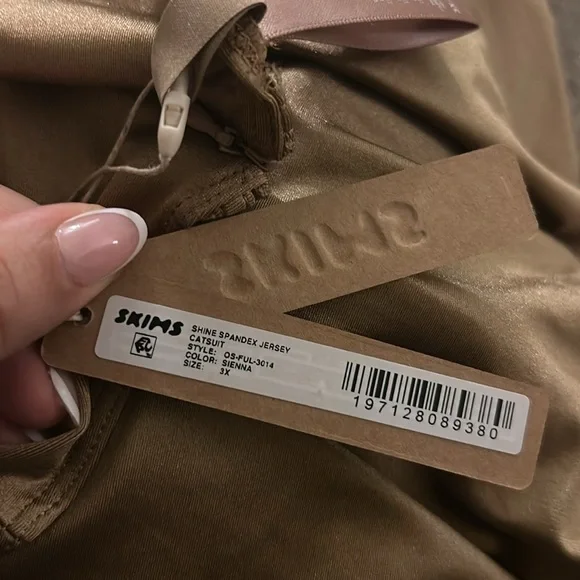 SKIMS
SKIMS
SHINE SPANDEX JERSEY
CATSUIT
STYLE: OS-FUL-3014
COLOR: SIENNA
SIZE: 3X
197128089380